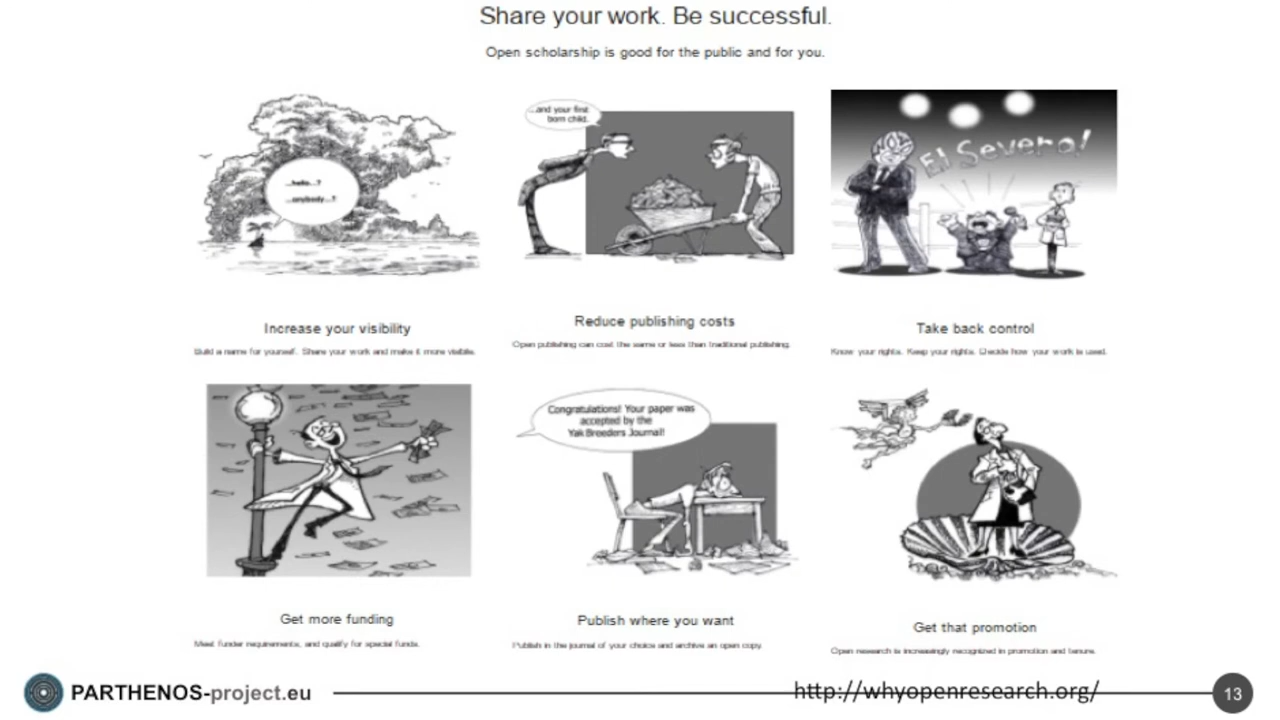 Share your work. Be successful.
Open scholarship is good for the public and for you.
...hello...?
...anybody...?
...and your first
born child.
El Severo!
Increase your visibility
Build a name for yourself. Share your work and make it more visible.
Reduce publishing costs
Open publishing can cost the same or less than traditional publishing.
Take back control
Know your rights. Keep your rights. Decide how your work is used.
Congratulations! Your paper was
accepted by the
Yak Breeders Journal!
Get more funding
Meet funder requirements, and qualify for special funds.
Publish where you want
Publish in the journal of your choice and archive an open copy.
Get that promotion
Open research is increasingly recognized in promotion and tenure.
PARTHENOS-project.eu
http://whyopenresearch.org/
13